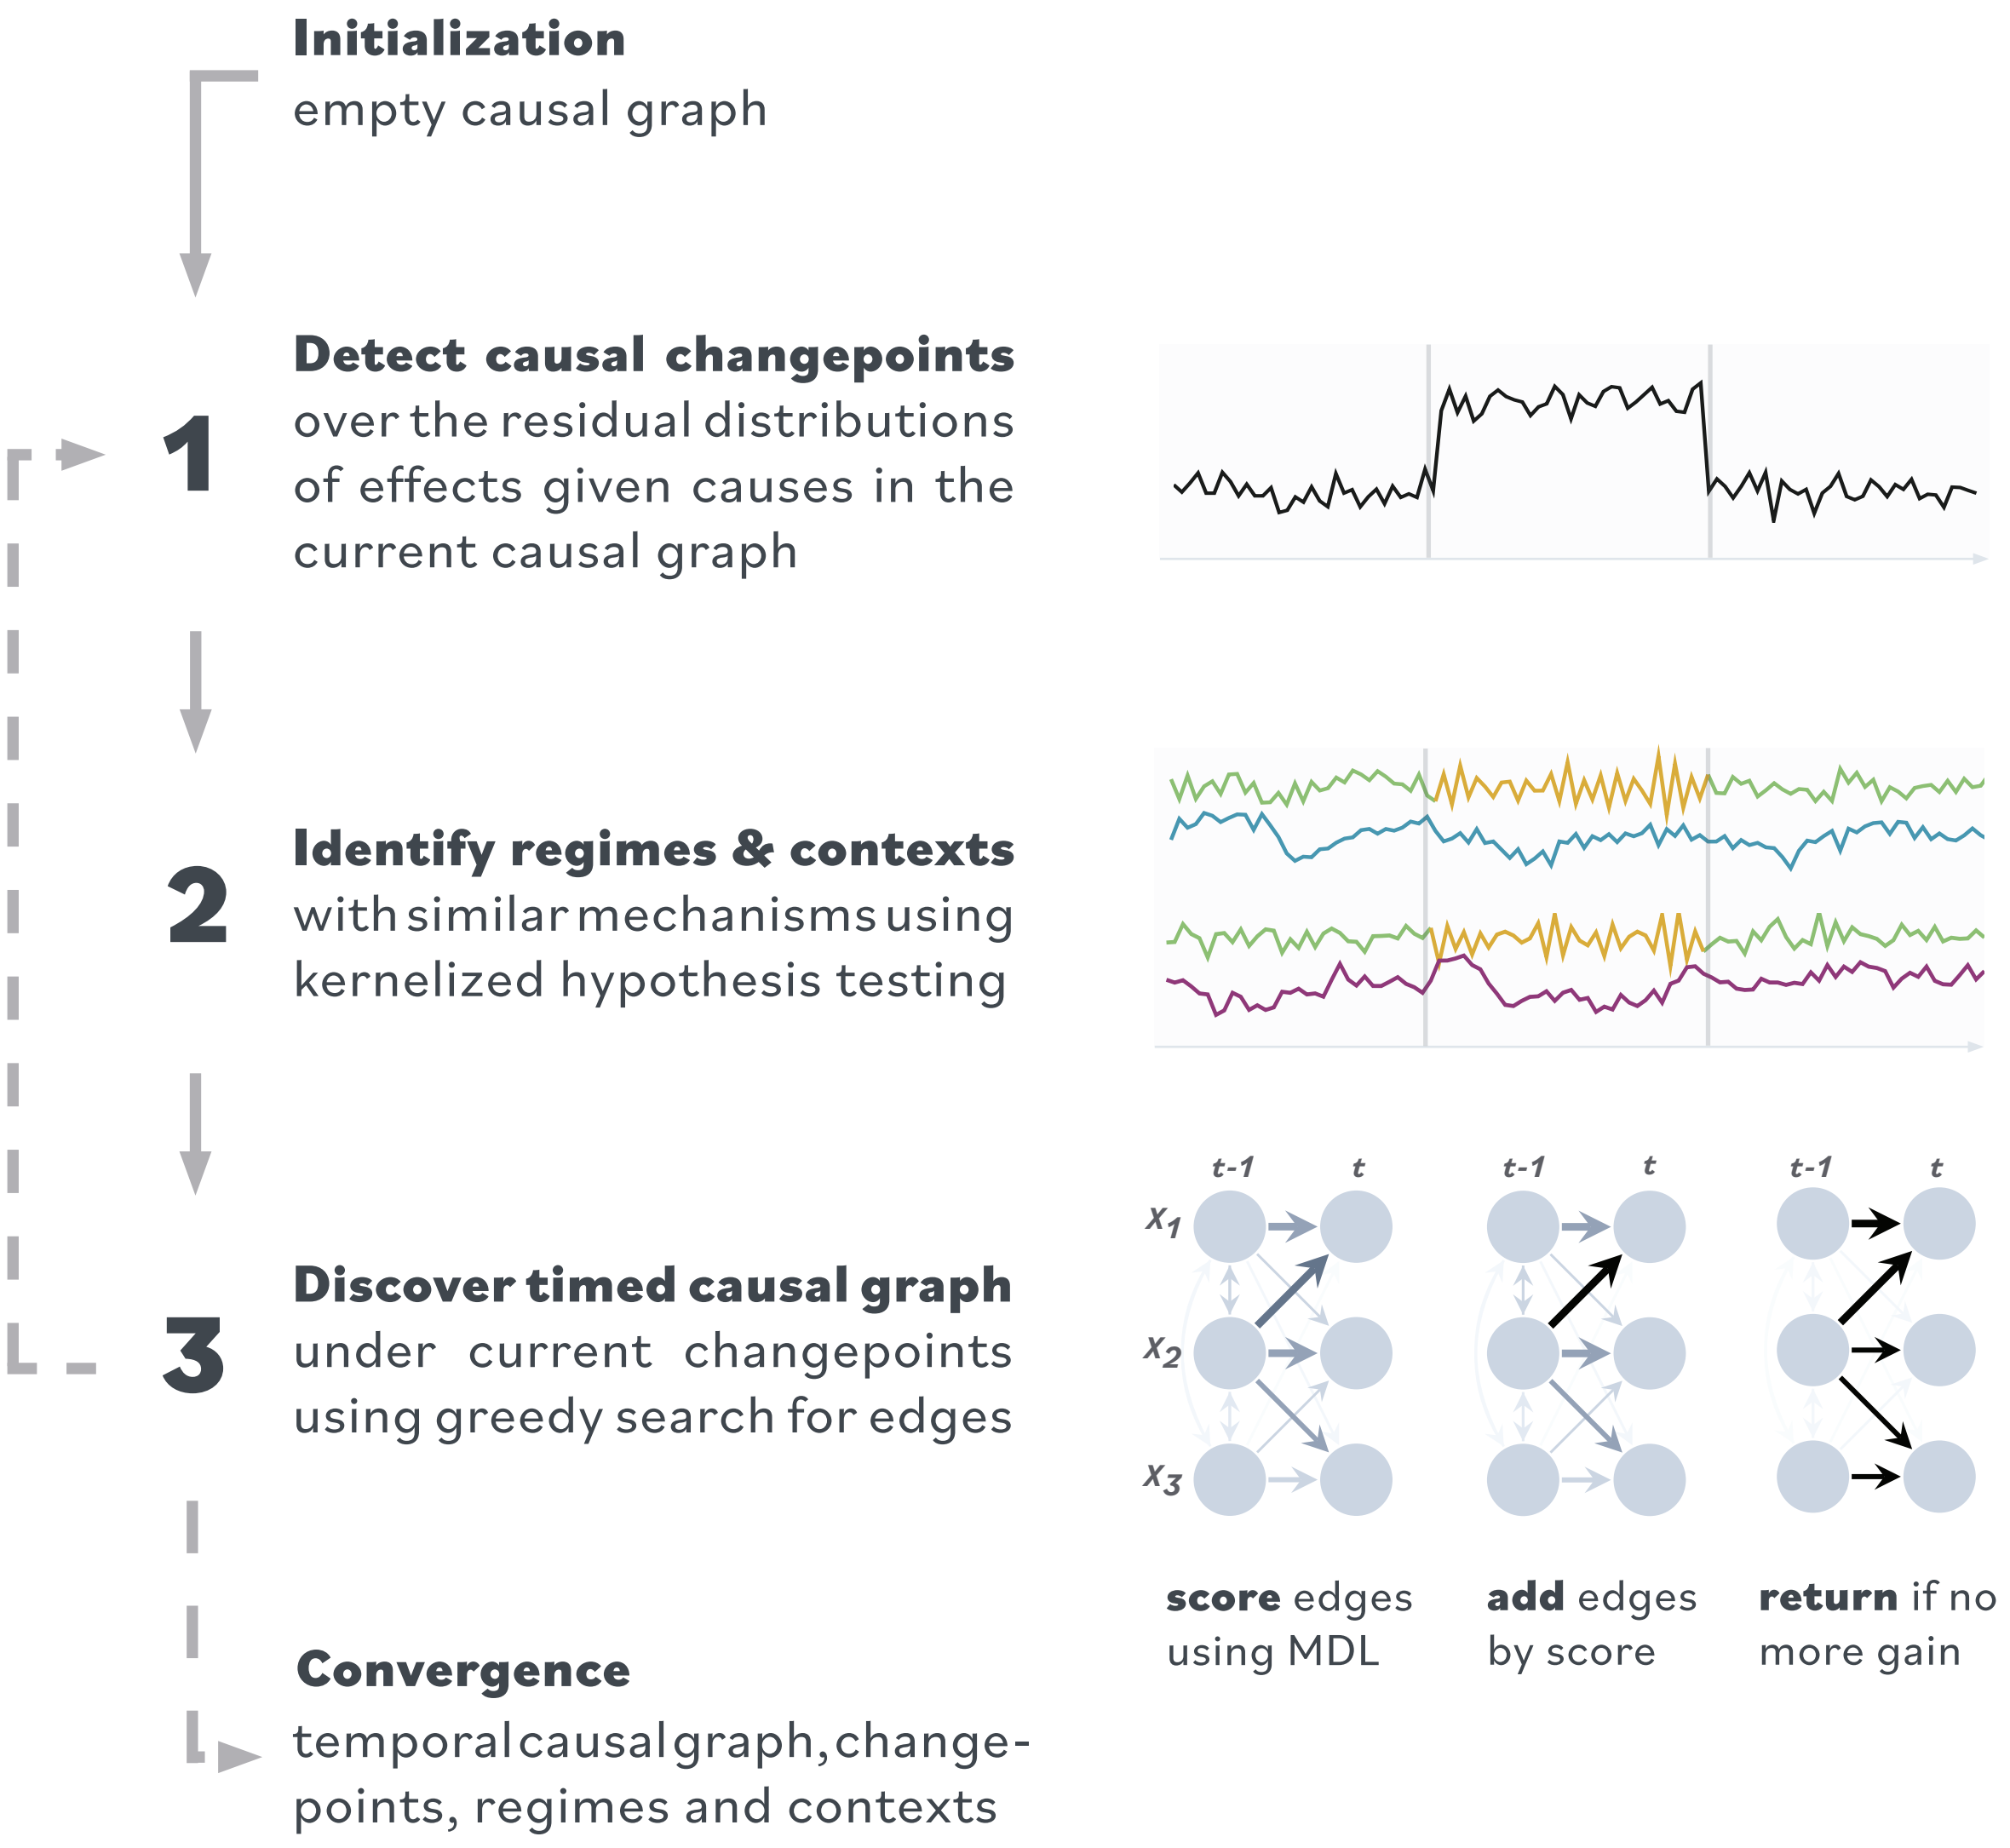 Initialization
empty causal graph
1
Detect causal changepoints
over the residual distributions
of effects given causes in the
current causal graph
2
Identify regimes & contexts
with similar mechanisms using
kernelized hypothesis testing
3
Discover timed causal graph
under current changepoints
using greedy search for edges
t-1 t t-1 t t-1 t
X1
X2
X3
score edges
using MDL
add edges
by score
return if no
more gain
Convergence
temporal causal graph, change-
points, regimes and contexts